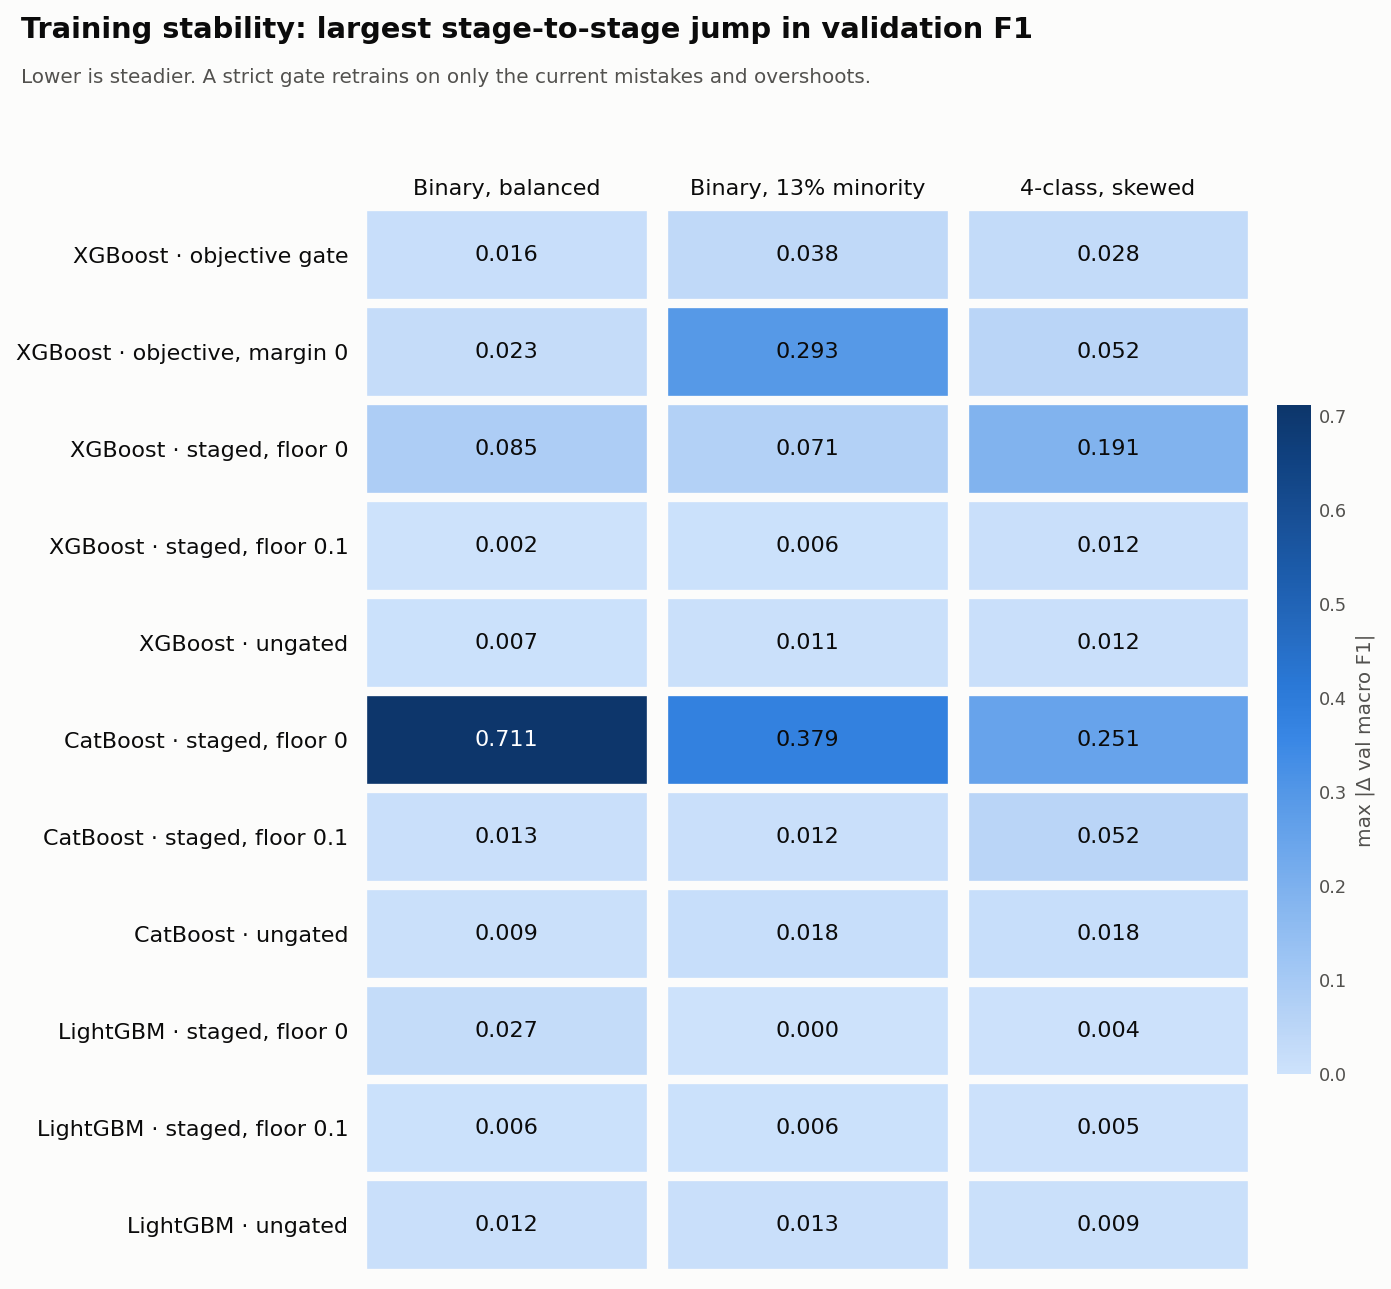 Training stability: largest stage-to-stage jump in validation F1
Lower is steadier. A strict gate retrains on only the current mistakes and overshoots.
Binary, balanced Binary, 13% minority 4-class, skewed
XGBoost · objective gate 0.016 0.038 0.028
XGBoost · objective, margin 0 0.023 0.293 0.052
XGBoost · staged, floor 0 0.085 0.071 0.191
XGBoost · staged, floor 0.1 0.002 0.006 0.012
XGBoost · ungated 0.007 0.011 0.012
CatBoost · staged, floor 0 0.711 0.379 0.251
CatBoost · staged, floor 0.1 0.013 0.012 0.052
CatBoost · ungated 0.009 0.018 0.018
LightGBM · staged, floor 0 0.027 0.000 0.004
LightGBM · staged, floor 0.1 0.006 0.006 0.005
LightGBM · ungated 0.012 0.013 0.009
0.7
0.6
0.5
0.4
0.3
0.2
0.1
0.0
max |Δ val macro F1|